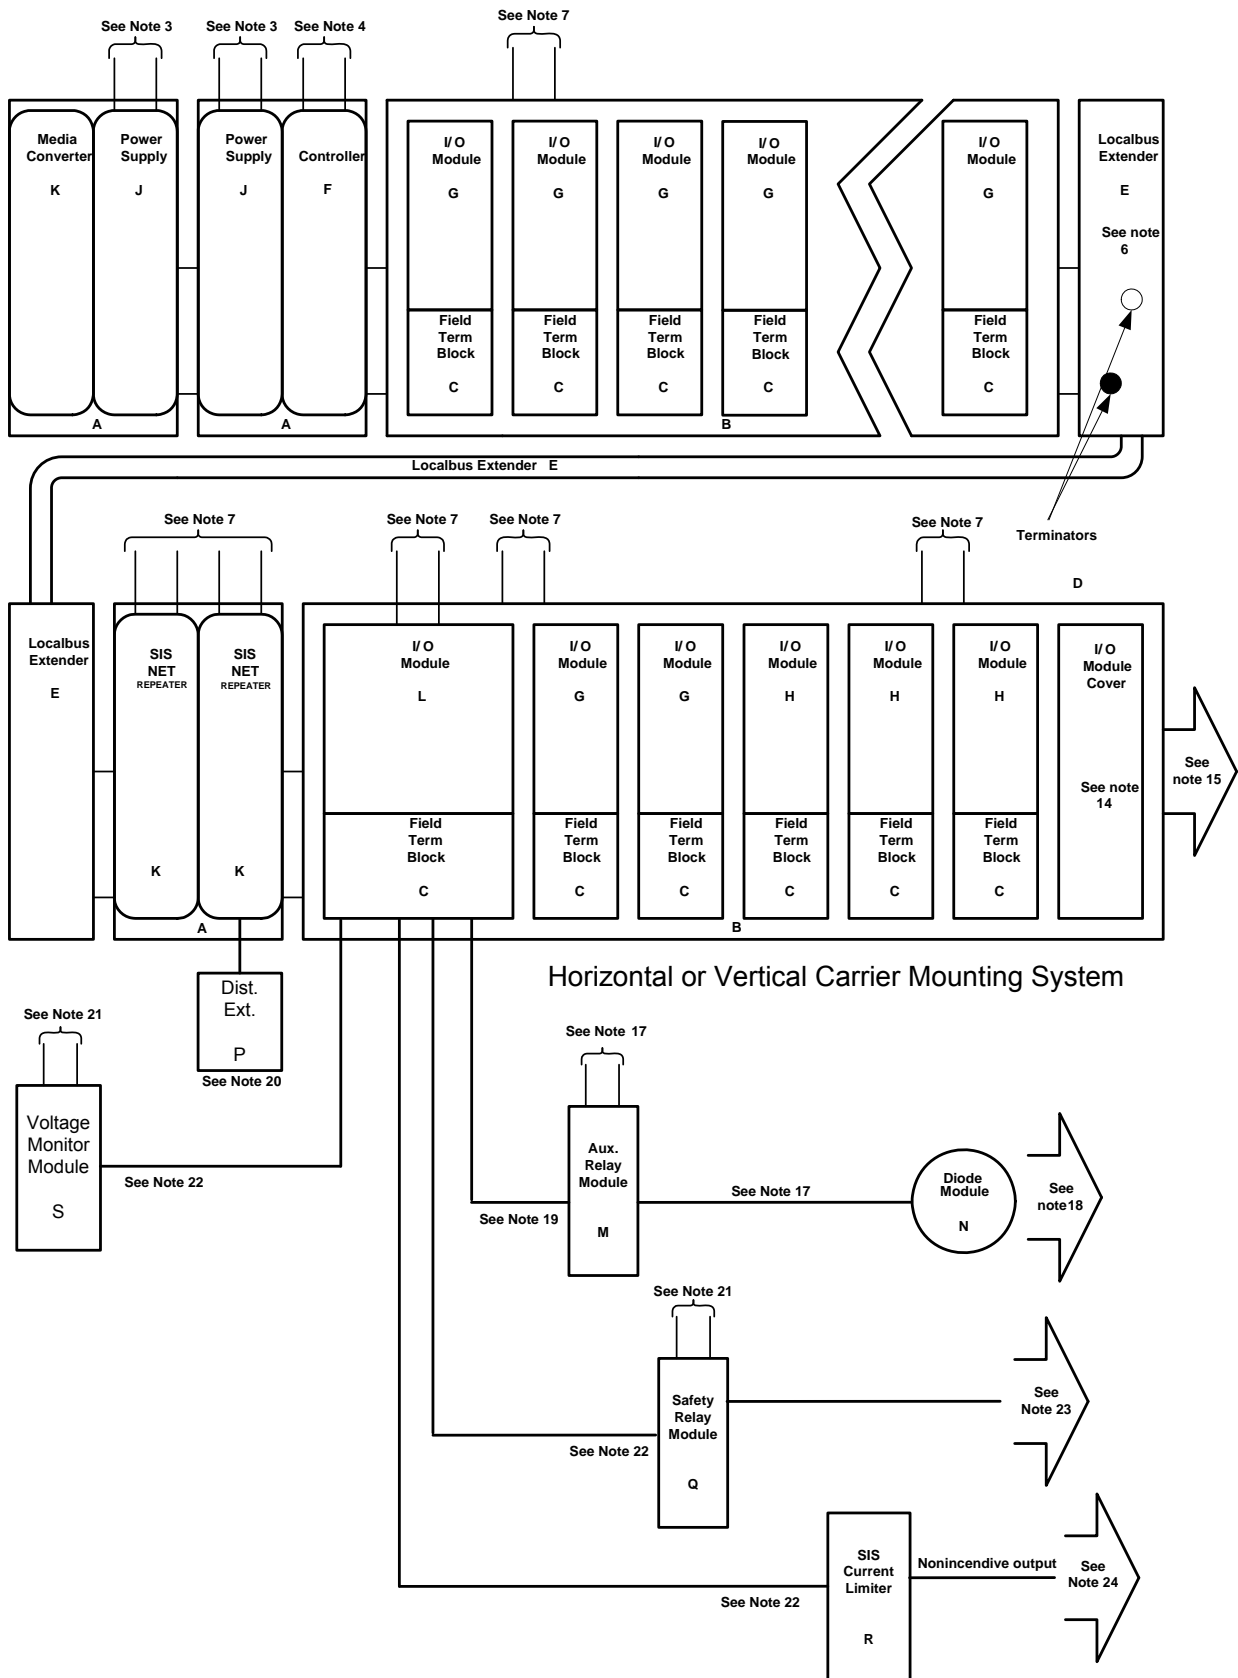 See Note 3
See Note 3
See Note 4
See Note 7
Media
Converter
K
Power
Supply
J
Power
Supply
J
Controller
F
I/O
Module
G
I/O
Module
G
I/O
Module
G
I/O
Module
G
I/O
Module
G
Localbus
Extender
E
See note
6
Field
Term
Block
C
Field
Term
Block
C
Field
Term
Block
C
Field
Term
Block
C
Field
Term
Block
C
A
A
B
Localbus Extender E
See Note 7
See Note 7
See Note 7
See Note 7
Terminators
D
Localbus
Extender
E
SIS
NET
REPEATER
K
SIS
NET
REPEATER
K
I/O
Module
L
I/O
Module
G
I/O
Module
G
I/O
Module
H
I/O
Module
H
I/O
Module
H
I/O
Module
Cover
See note
14
See
note 15
Field
Term
Block
C
Field
Term
Block
C
Field
Term
Block
C
Field
Term
Block
C
Field
Term
Block
C
Field
Term
Block
C
A
B
Horizontal or Vertical Carrier Mounting System
Dist.
Ext.
P
See Note 20
See Note 21
Voltage
Monitor
Module
S
See Note 22
See Note 17
Aux.
Relay
Module
M
See Note 19
See Note 17
Diode
Module
N
See
note18
See Note 21
Safety
Relay
Module
Q
See Note 22
See
Note 23
SIS
Current
Limiter
R
See Note 22
Nonincendive output
See
Note 24